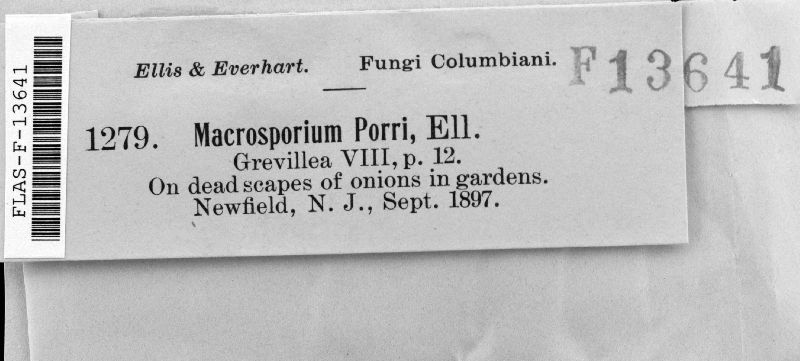 FLAS-F-13641
Ellis & Everhart. Fungi Columbiani.
F13641
1279. Macrosporium Porri, Ell.
Grevillea VIII, p. 12.
On dead scapes of onions in gardens.
Newfield, N. J., Sept. 1897.